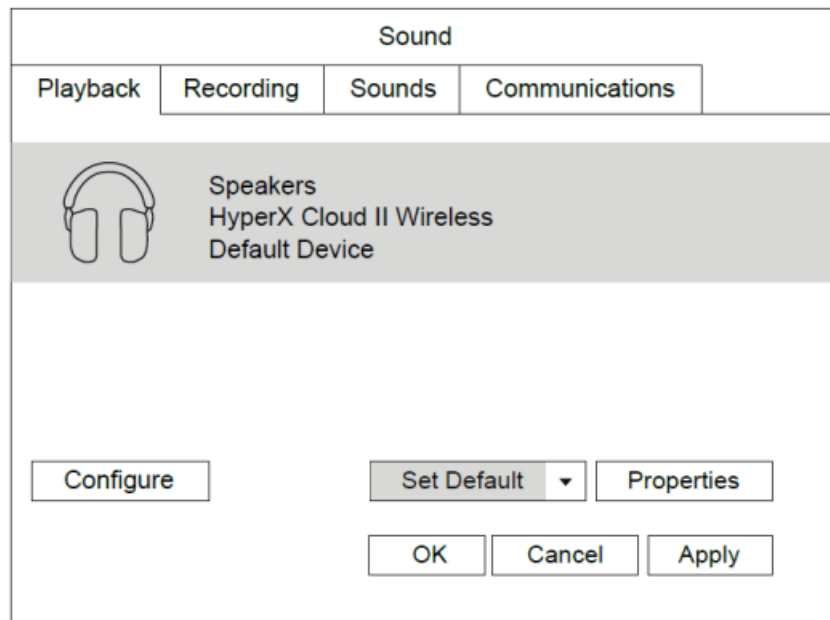 Sound
Playback
Recording
Sounds
Communications
Speakers
HyperX Cloud II Wireless
Default Device
Configure
Set Default
Properties
OK
Cancel
Apply